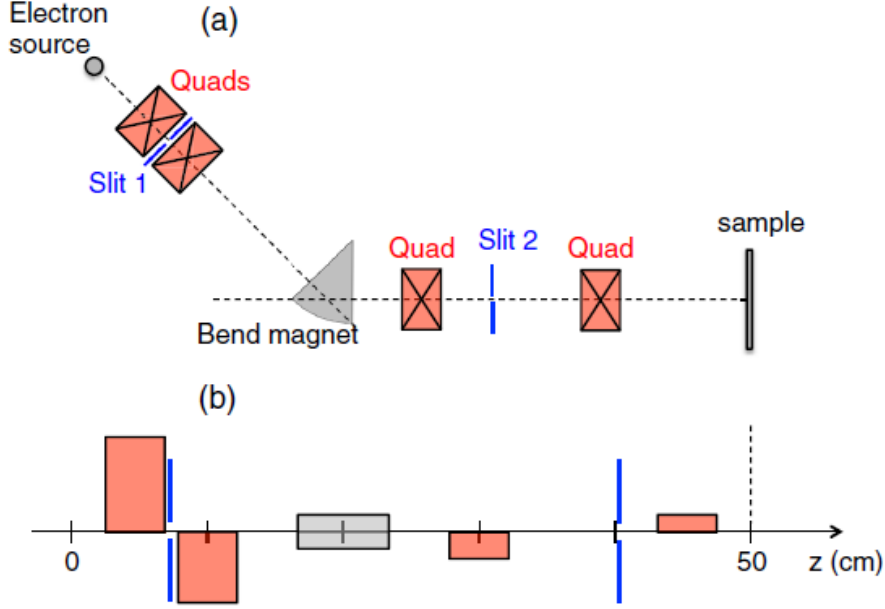 Electron
source
(a)
Quads
Slit 1
Quad
Slit 2
Quad
sample
Bend magnet
(b)
0
50
z (cm)